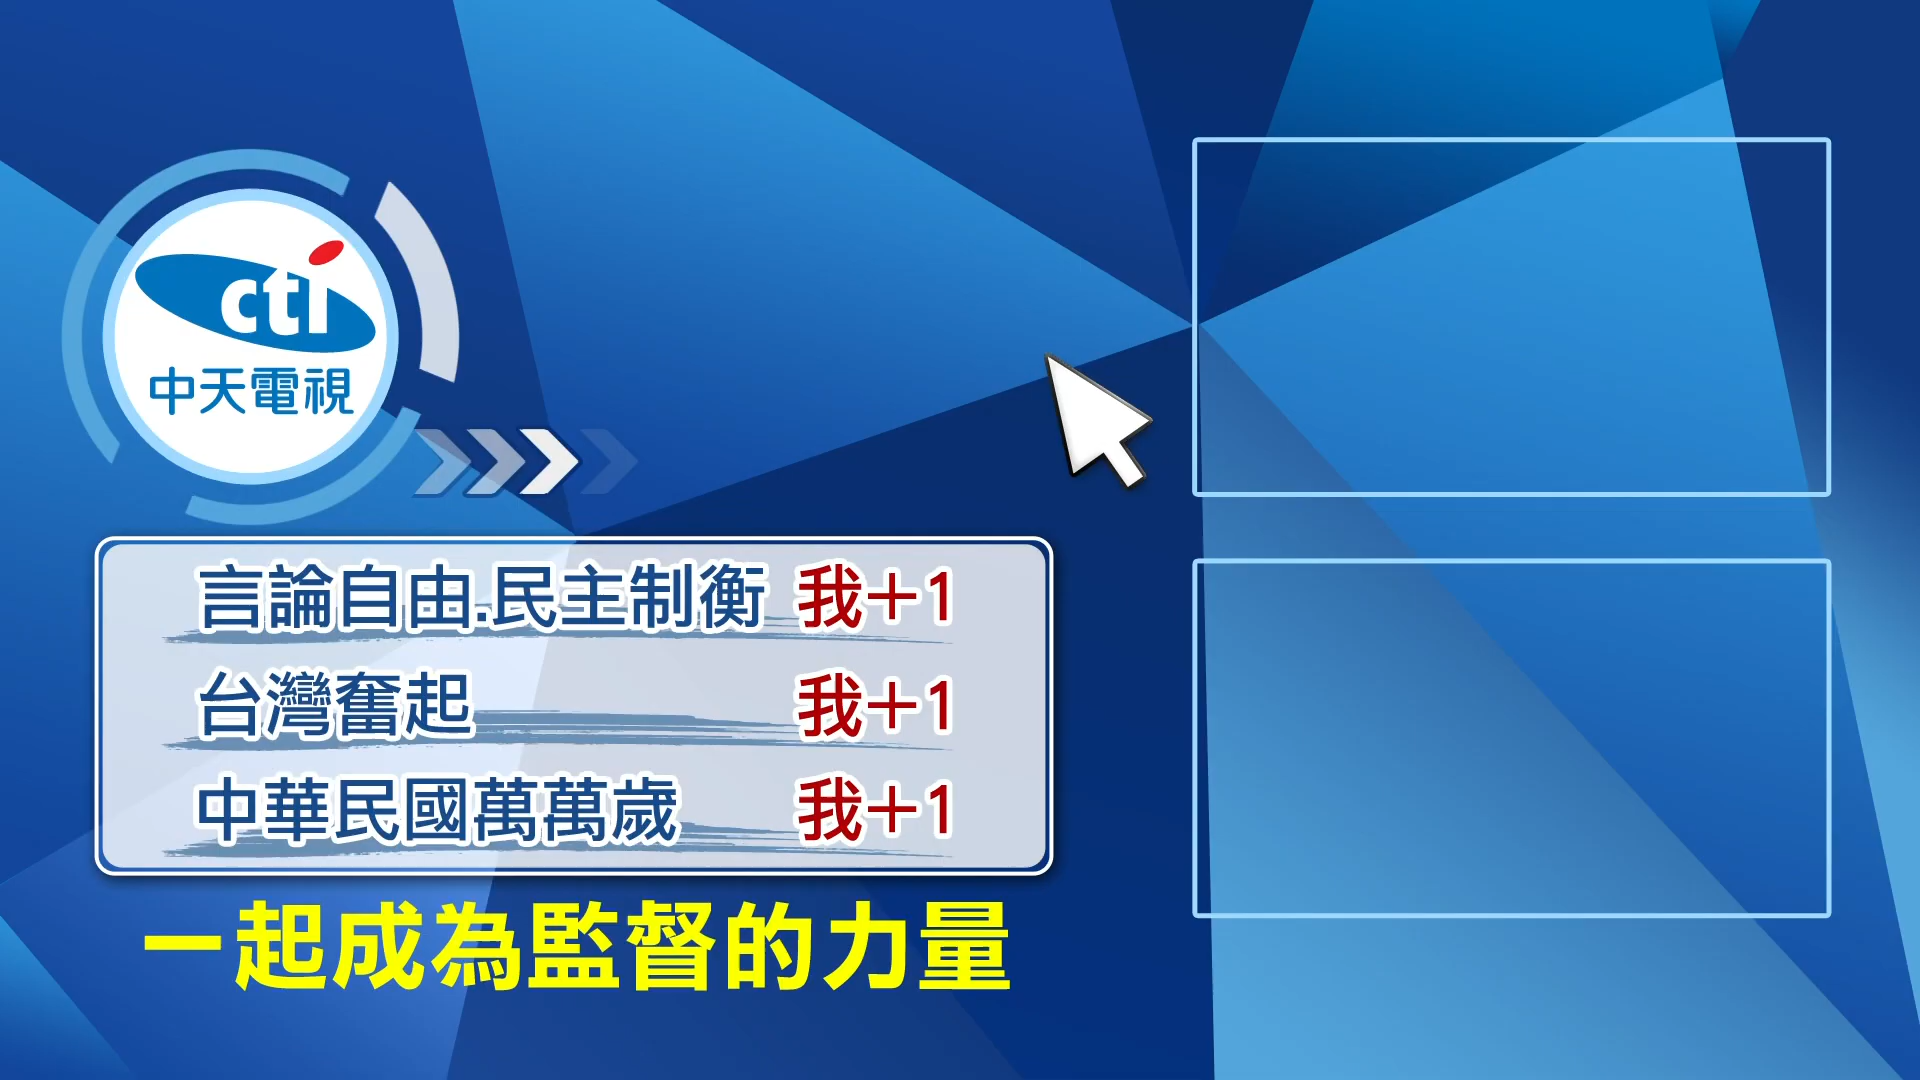 cti
中天電視
言論自由.民主制衡 我+1
台灣奮起 我+1
中華民國萬萬歲 我+1
一起成為監督的力量